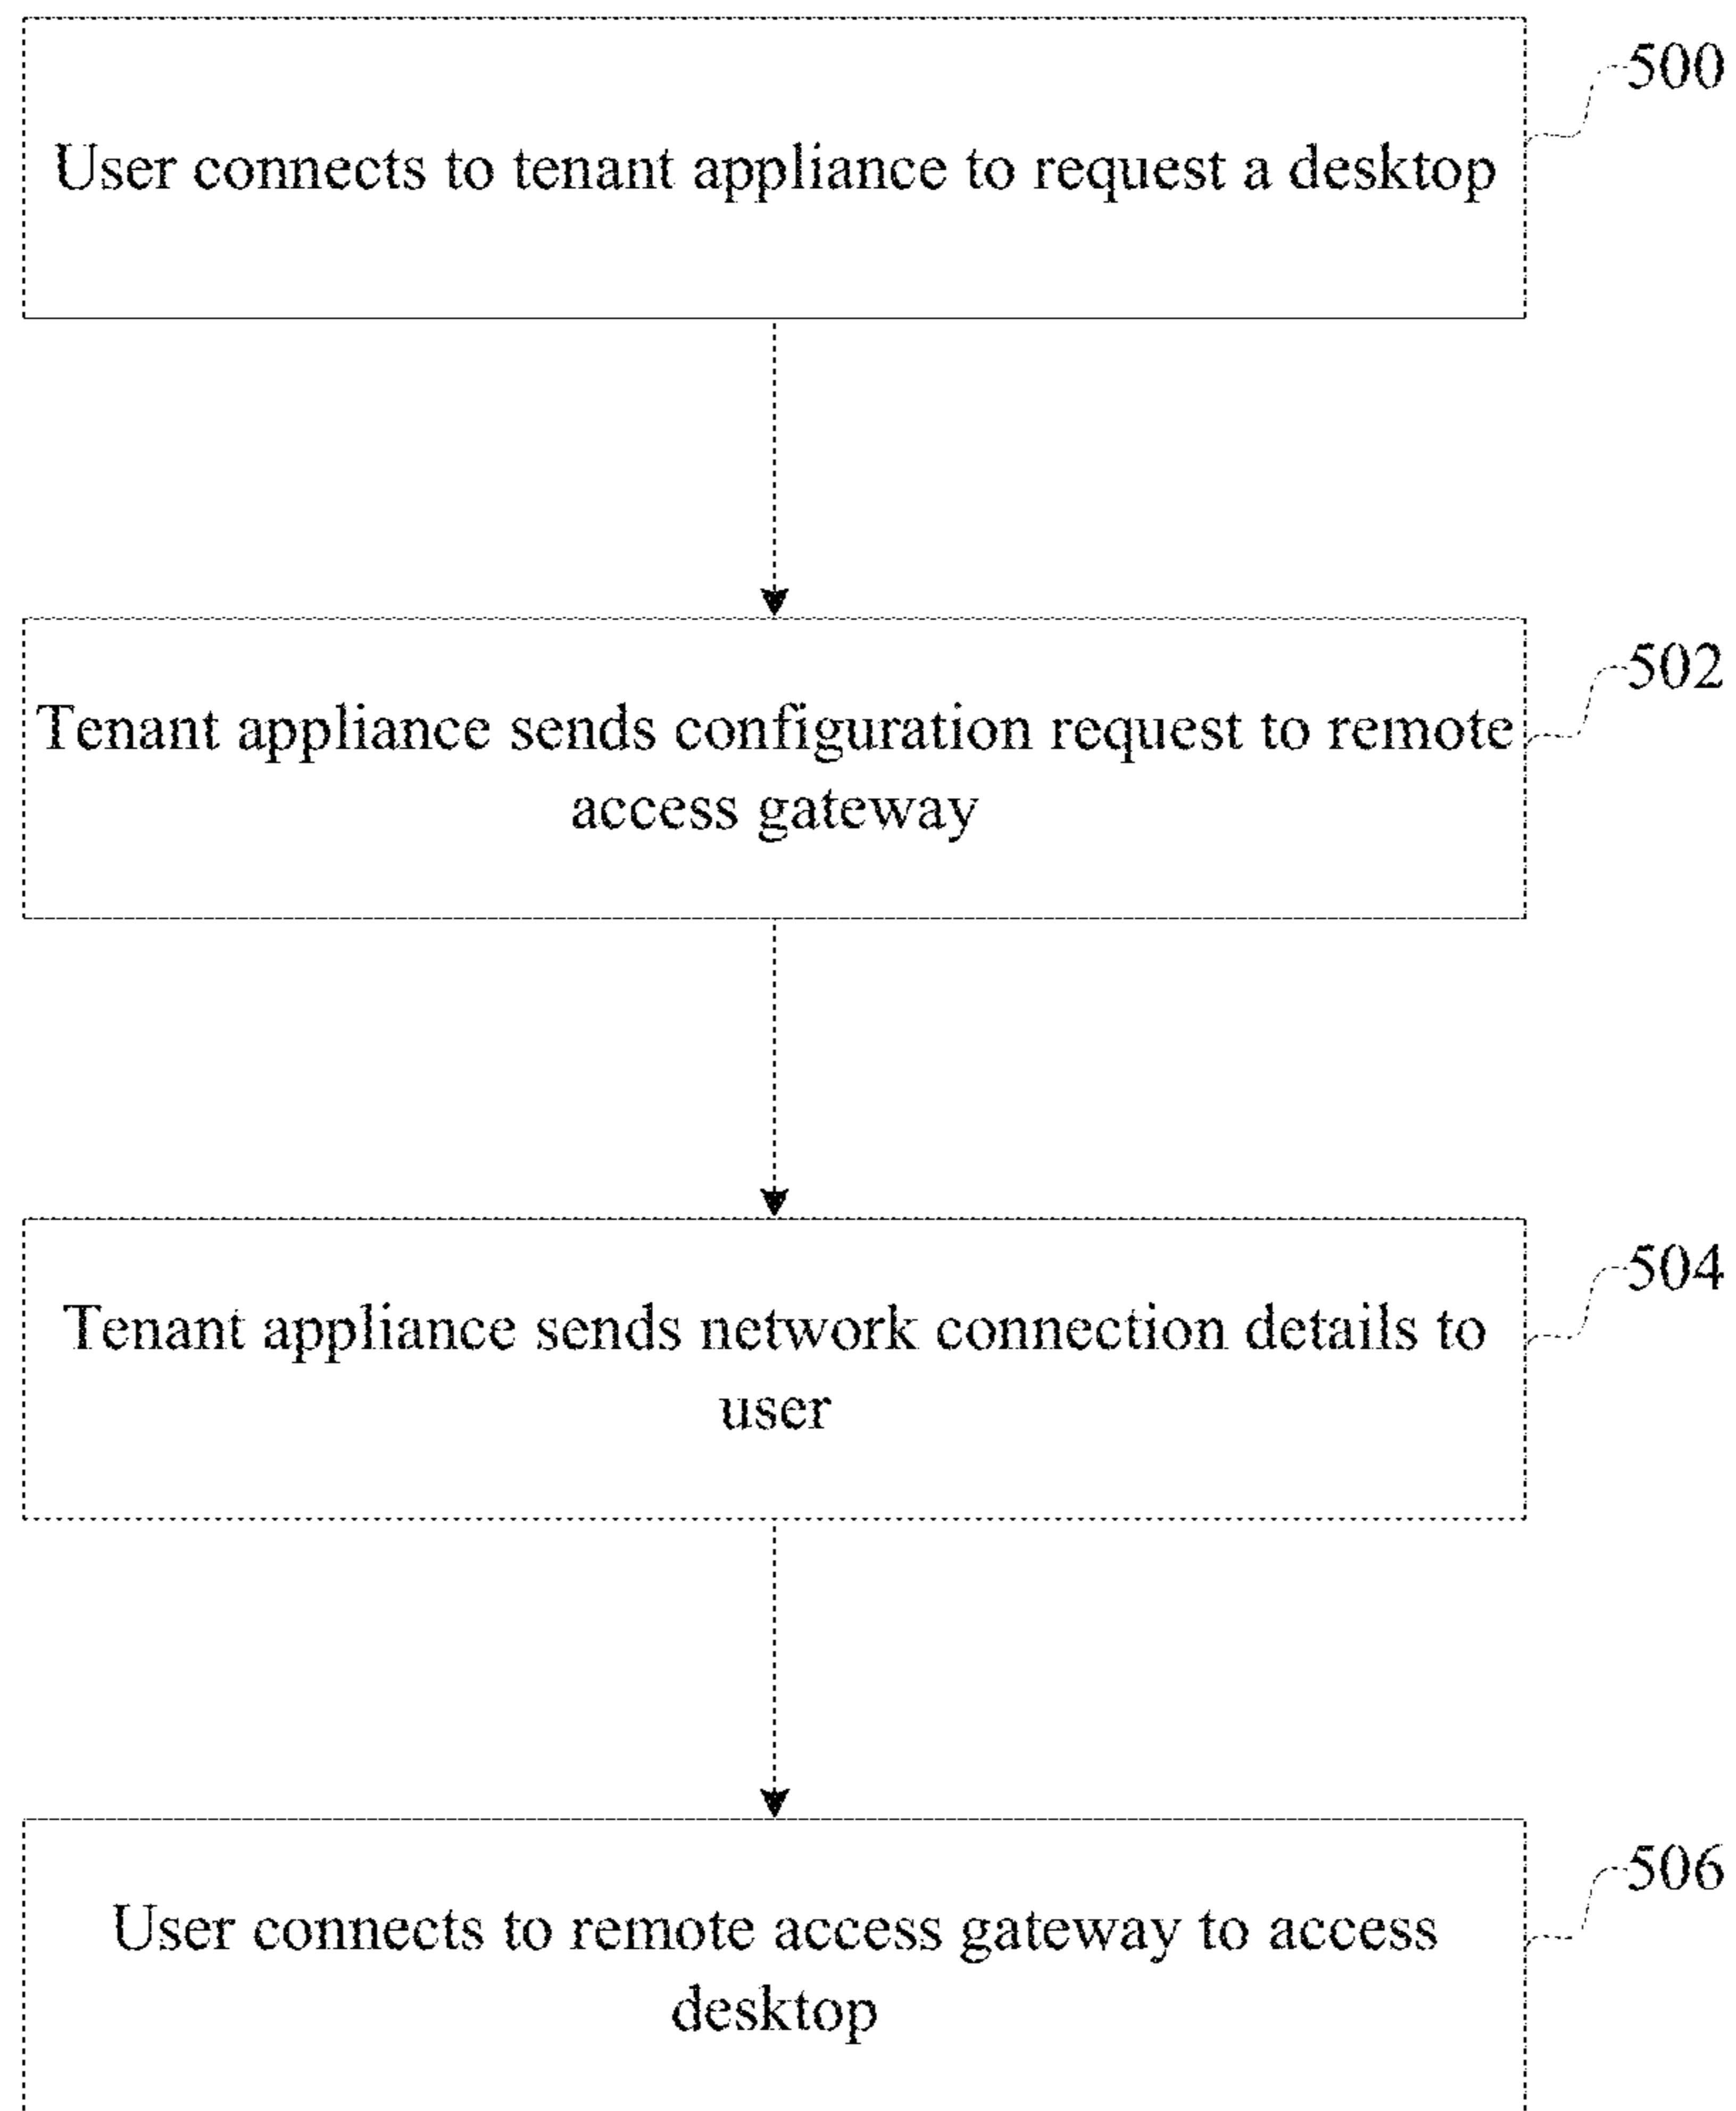 500
User connects to tenant appliance to request a desktop
502
Tenant appliance sends configuration request to remote
access gateway
504
Tenant appliance sends network connection details to
user
506
User connects to remote access gateway to access
desktop